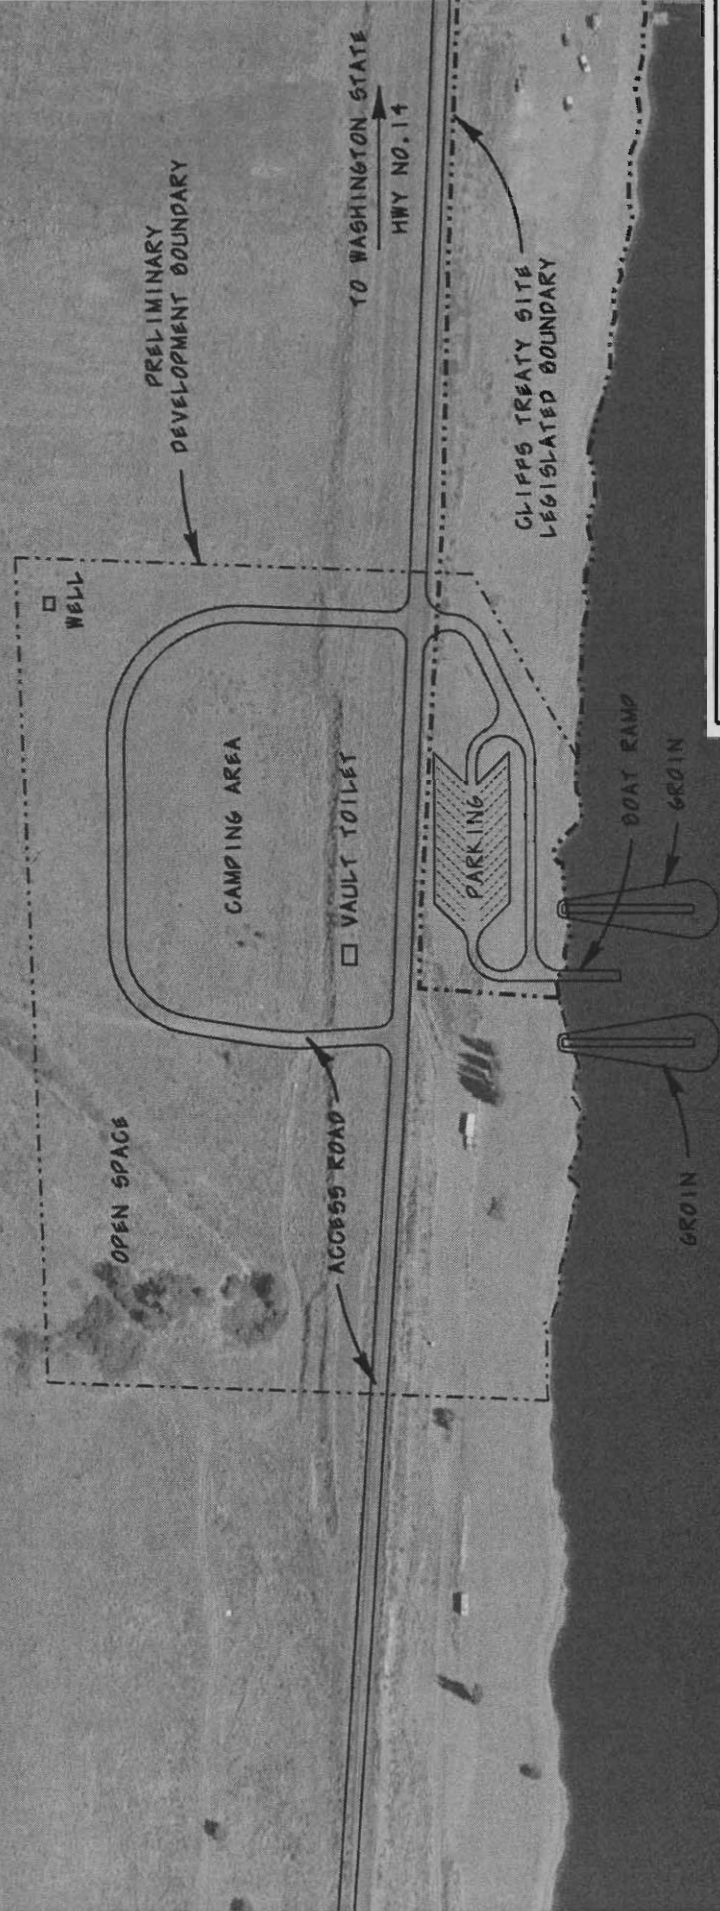 TO WASHINGTON STATE
HWY NO. 14
PRELIMINARY
DEVELOPMENT BOUNDARY
CLIFFS TREATY SITE
LEGISLATED BOUNDARY
WELL
CAMPING AREA
VAULT TOILET
PARKING
BOAT RAMP
GROIN
OPEN SPACE
ACCESS ROAD
GROIN